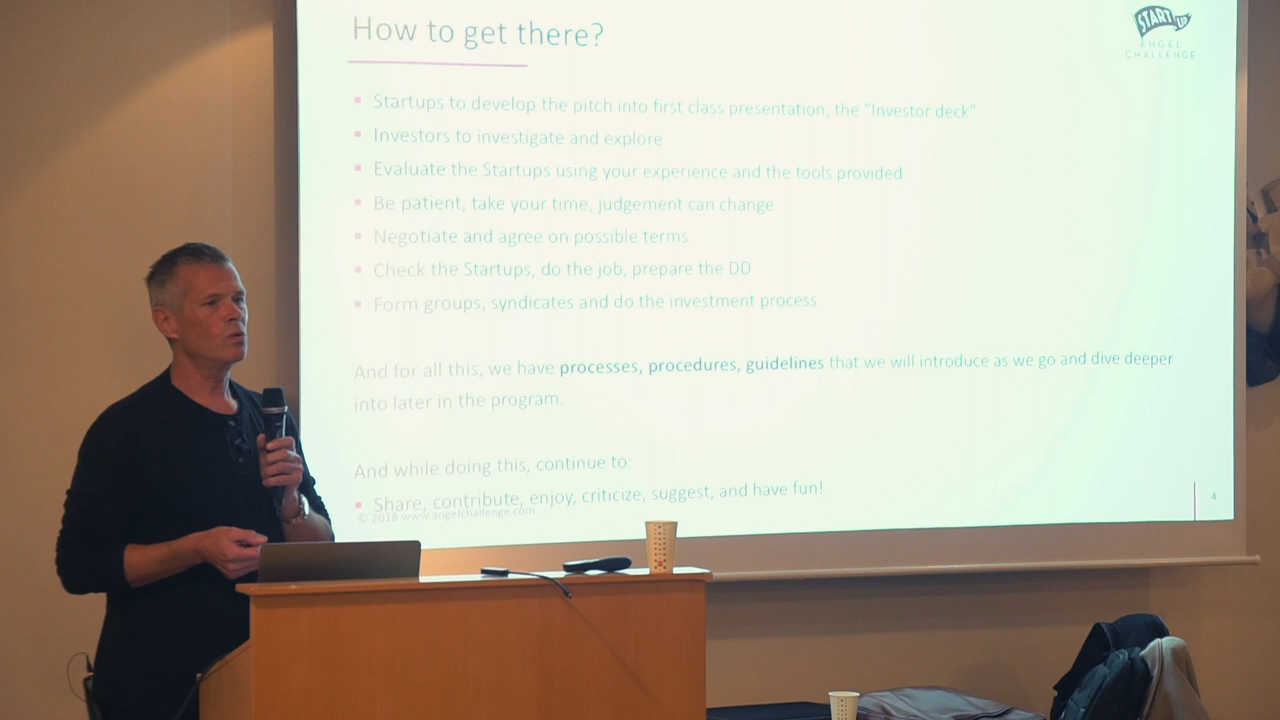 How to get there?
START UP
ANGEL
CHALLENGE
Startups to develop the pitch into first class presentation, the "Investor deck"
Investors to investigate and explore
Evaluate the Startups using your experience and the tools provided
Be patient, take your time, judgement can change
Negotiate and agree on possible terms
Check the Startups, do the job, prepare the DD
Form groups, syndicates and do the investment process
And for all this, we have processes, procedures, guidelines that we will introduce as we go and dive deeper
into later in the program.
And while doing this, continue to:
Share, contribute, enjoy, criticize, suggest, and have fun!
© 2018 www.angelchallenge.com
4